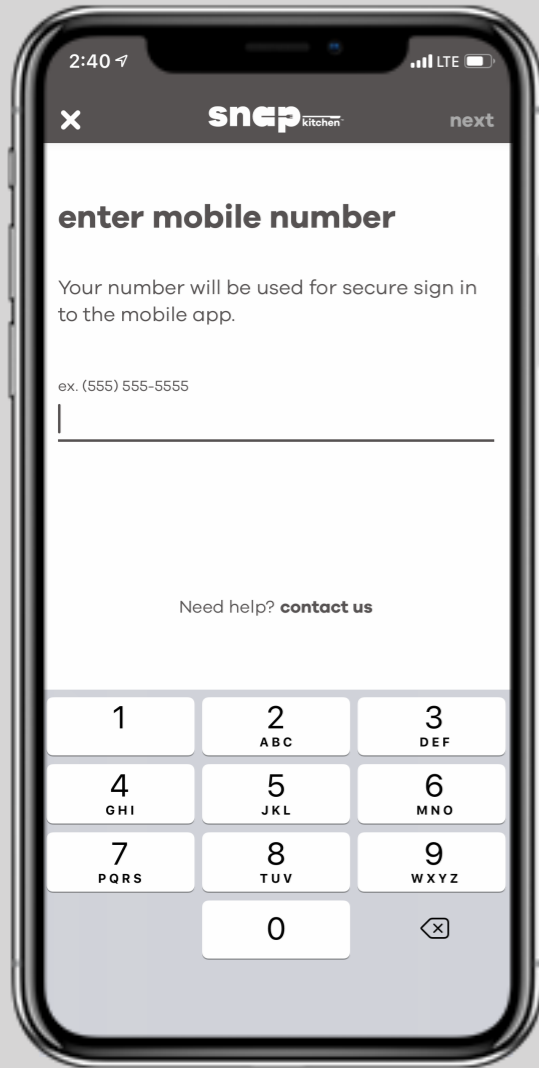 2:40
LTE
snap kitchen
next
enter mobile number
Your number will be used for secure sign in
to the mobile app.
ex. (555) 555-5555
Need help? contact us
1
2
ABC
3
DEF
4
GHI
5
JKL
6
MNO
7
PQRS
8
TUV
9
WXYZ
0